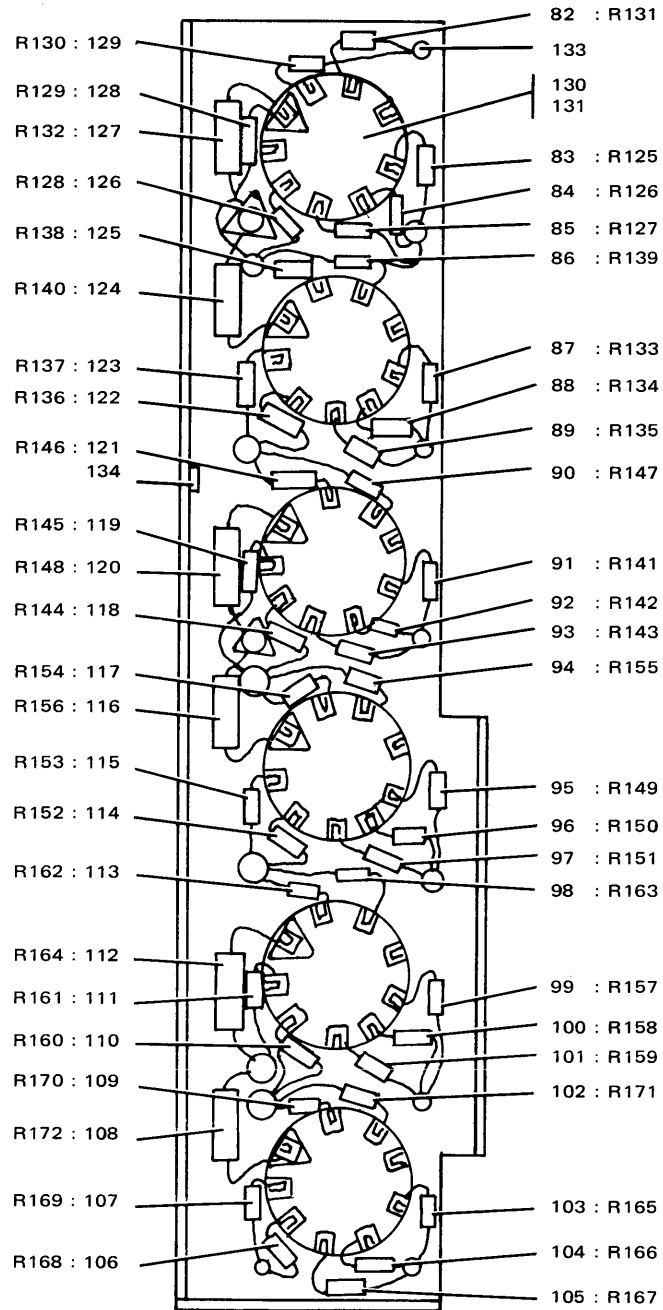 R130 : 129
R129 : 128
R132 : 127
R128 : 126
R138 : 125
R140 : 124
R137 : 123
R136 : 122
R146 : 121
134
R145 : 119
R148 : 120
R144 : 118
R154 : 117
R156 : 116
R153 : 115
R152 : 114
R162 : 113
R164 : 112
R161 : 111
R160 : 110
R170 : 109
R172 : 108
R169 : 107
R168 : 106
82 : R131
133
130
131
83 : R125
84 : R126
85 : R127
86 : R139
87 : R133
88 : R134
89 : R135
90 : R147
91 : R141
92 : R142
93 : R143
94 : R155
95 : R149
96 : R150
97 : R151
98 : R163
99 : R157
100 : R158
101 : R159
102 : R171
103 : R165
104 : R166
105 : R167